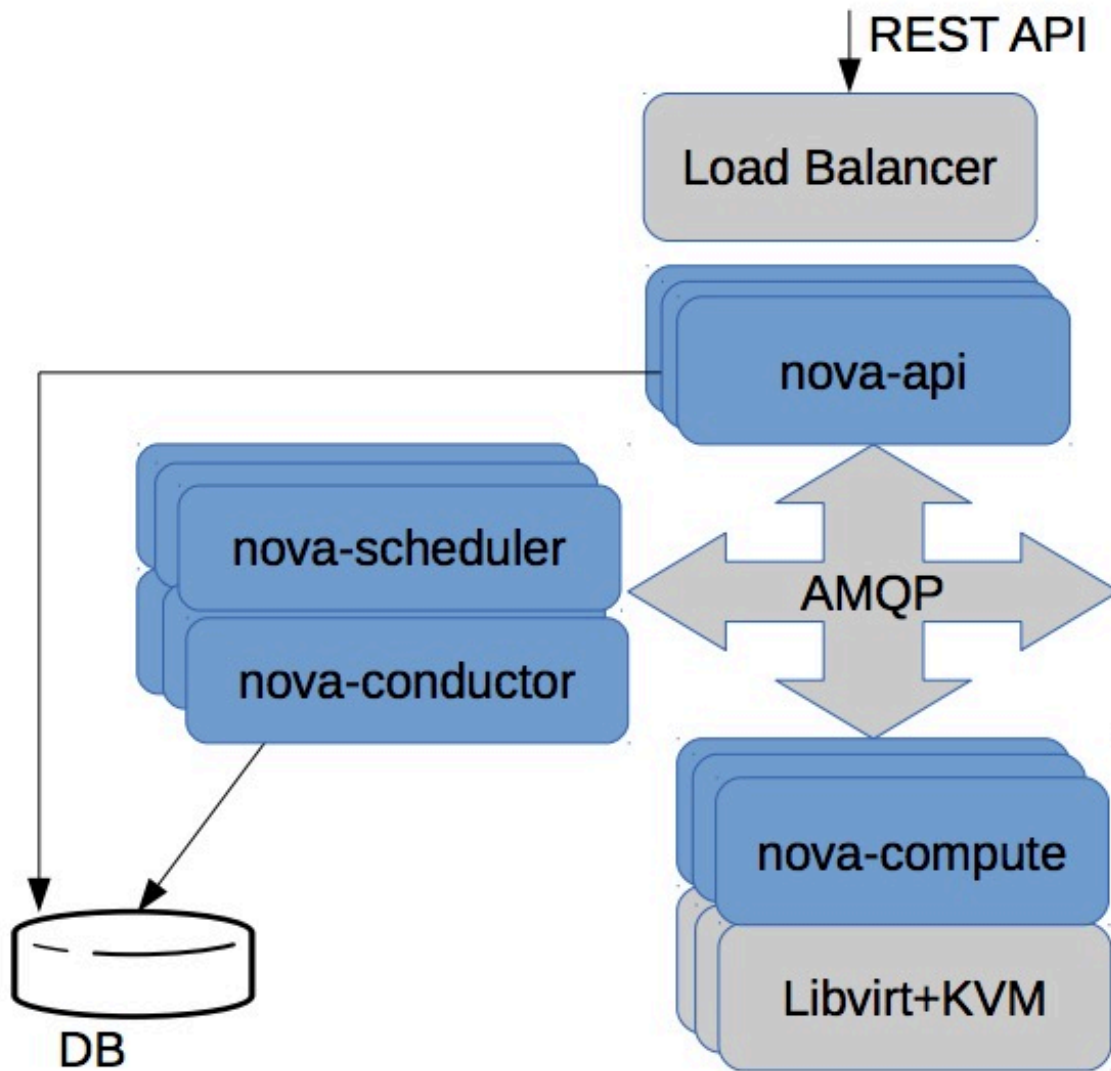 REST API
Load Balancer
nova-api
nova-scheduler
AMQP
nova-conductor
nova-compute
Libvirt+KVM
DB